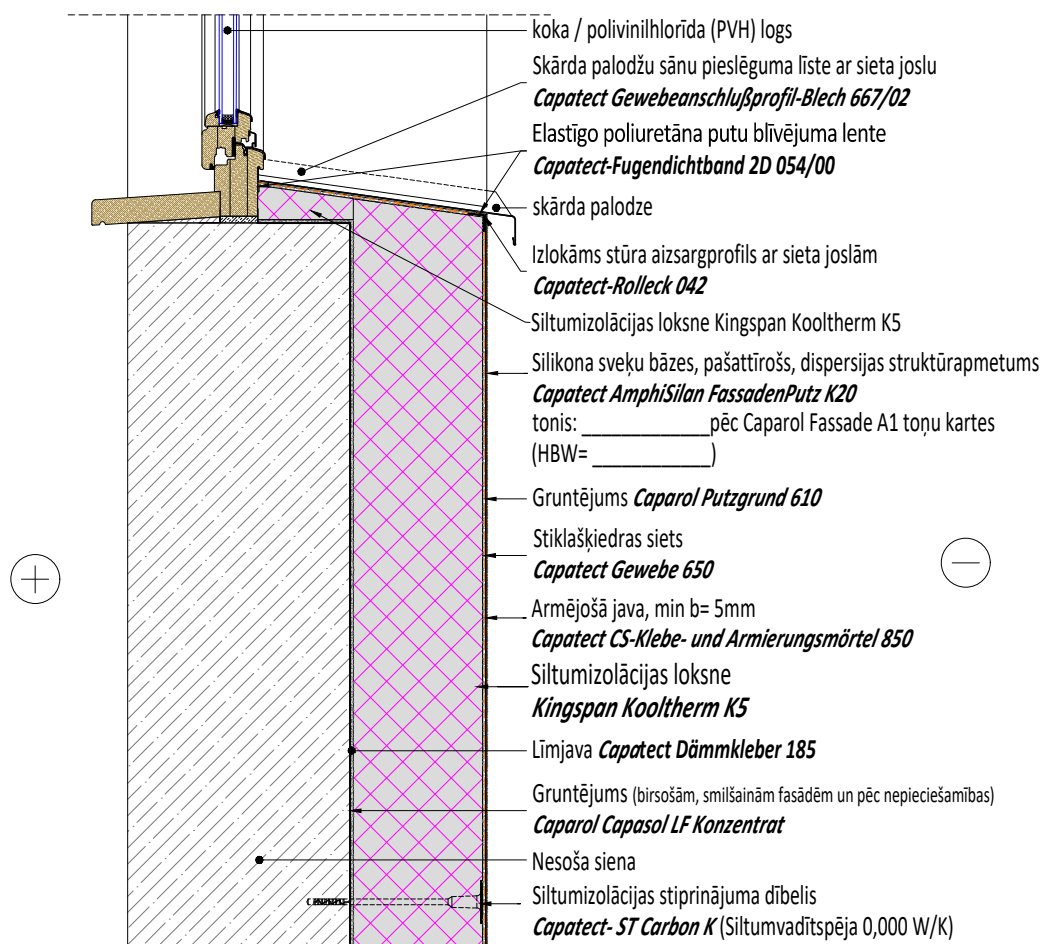 koka / polivinilhlorīda (PVH) logs
Skārda palodžu sānu pieslēguma līste ar sieta joslu
Capatect Gewebeanschlußprofil-Blech 667/02
Elastīgo poliuretāna putu blīvējuma lente
Capatect-Fugendichtband 2D 054/00
skārda palodze
Izlokāms stūra aizsargprofils ar sieta joslām
Capatect-Rolleck 042
Siltumizolācijas loksne Kingspan Kooltherm K5
Silikona sveķu bāzes, pašattīrošs, dispersijas struktūrapmetums
Capatect AmphiSilan FassadenPutz K20
tonis: _____________pēc Caparol Fassade A1 toņu kartes
(HBW= ____________)
Gruntējums Caparol Putzgrund 610
Stiklašķiedras siets
Capatect Gewebe 650
Armējošā java, min b= 5mm
Capatect CS-Klebe- und Armierungsmörtel 850
Siltumizolācijas loksne
Kingspan Kooltherm K5
Līmjava Capatect Dämmkleber 185
Gruntējums (birsošām, smilšainām fasādēm un pēc nepieciešamības)
Caparol Capasol LF Konzentrat
Nesoša siena
Siltumizolācijas stiprinājuma dībelis
Capatect- ST Carbon K (Siltumvadītspēja 0,000 W/K)
+
−